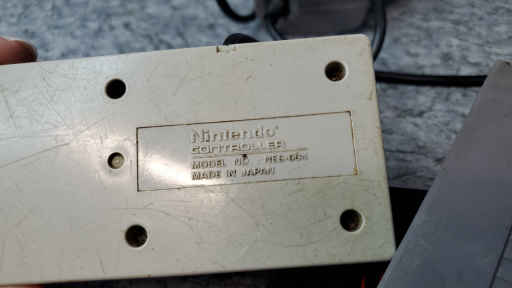 Nintendo®
CONTROLLER
MODEL NO. NES-004
MADE IN JAPAN